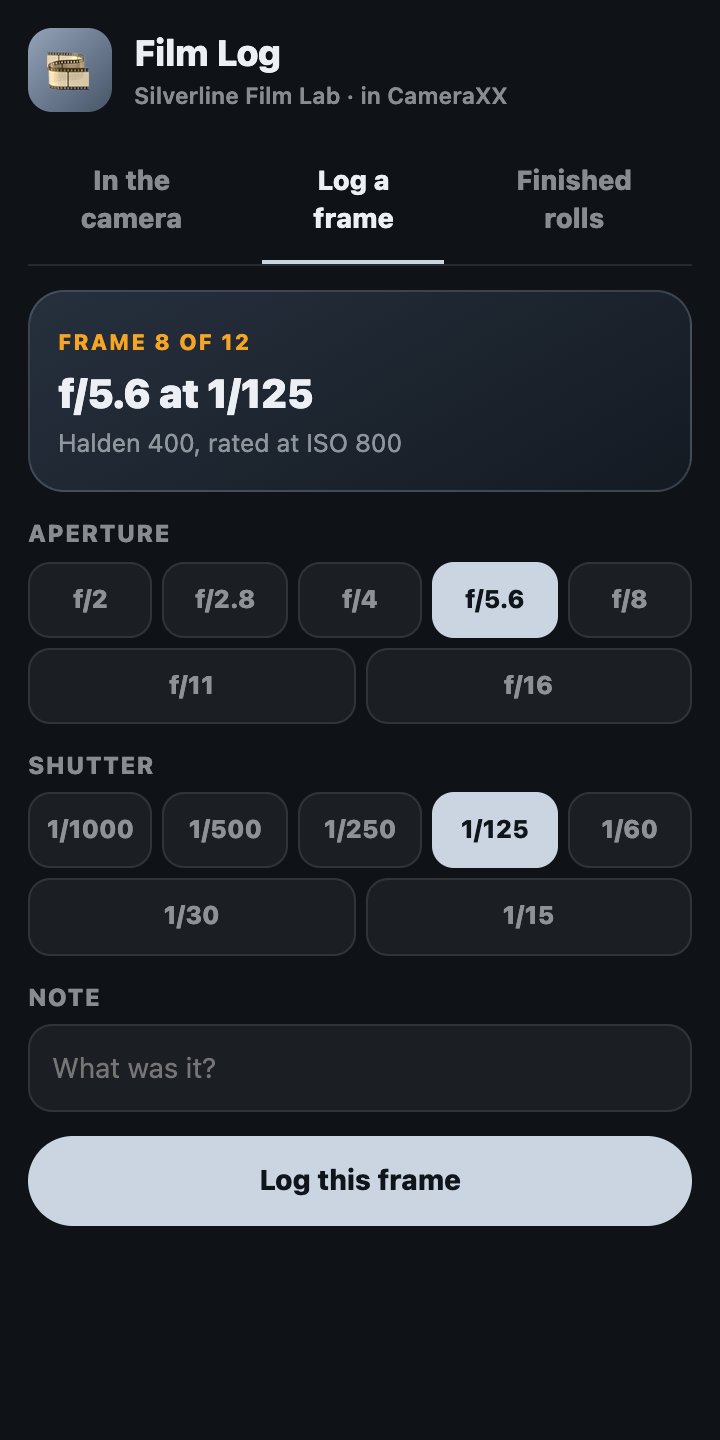 Film Log
Silverline Film Lab · in CameraXX
In the
camera
Log a
frame
Finished
rolls
FRAME 8 OF 12
f/5.6 at 1/125
Halden 400, rated at ISO 800
APERTURE
f/2
f/2.8
f/4
f/5.6
f/8
f/11
f/16
SHUTTER
1/1000
1/500
1/250
1/125
1/60
1/30
1/15
NOTE
What was it?
Log this frame